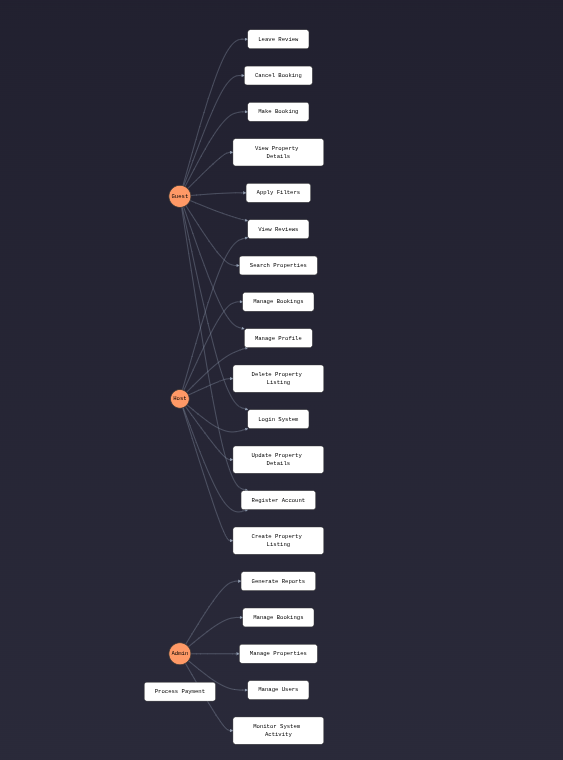 Leave Review
Cancel Booking
Make Booking
View Property
Details
Guest
Apply Filters
View Reviews
Search Properties
Manage Bookings
Manage Profile
Delete Property
Listing
Host
Login System
Update Property
Details
Register Account
Create Property
Listing
Generate Reports
Manage Bookings
Admin
Manage Properties
Process Payment
Manage Users
Monitor System
Activity